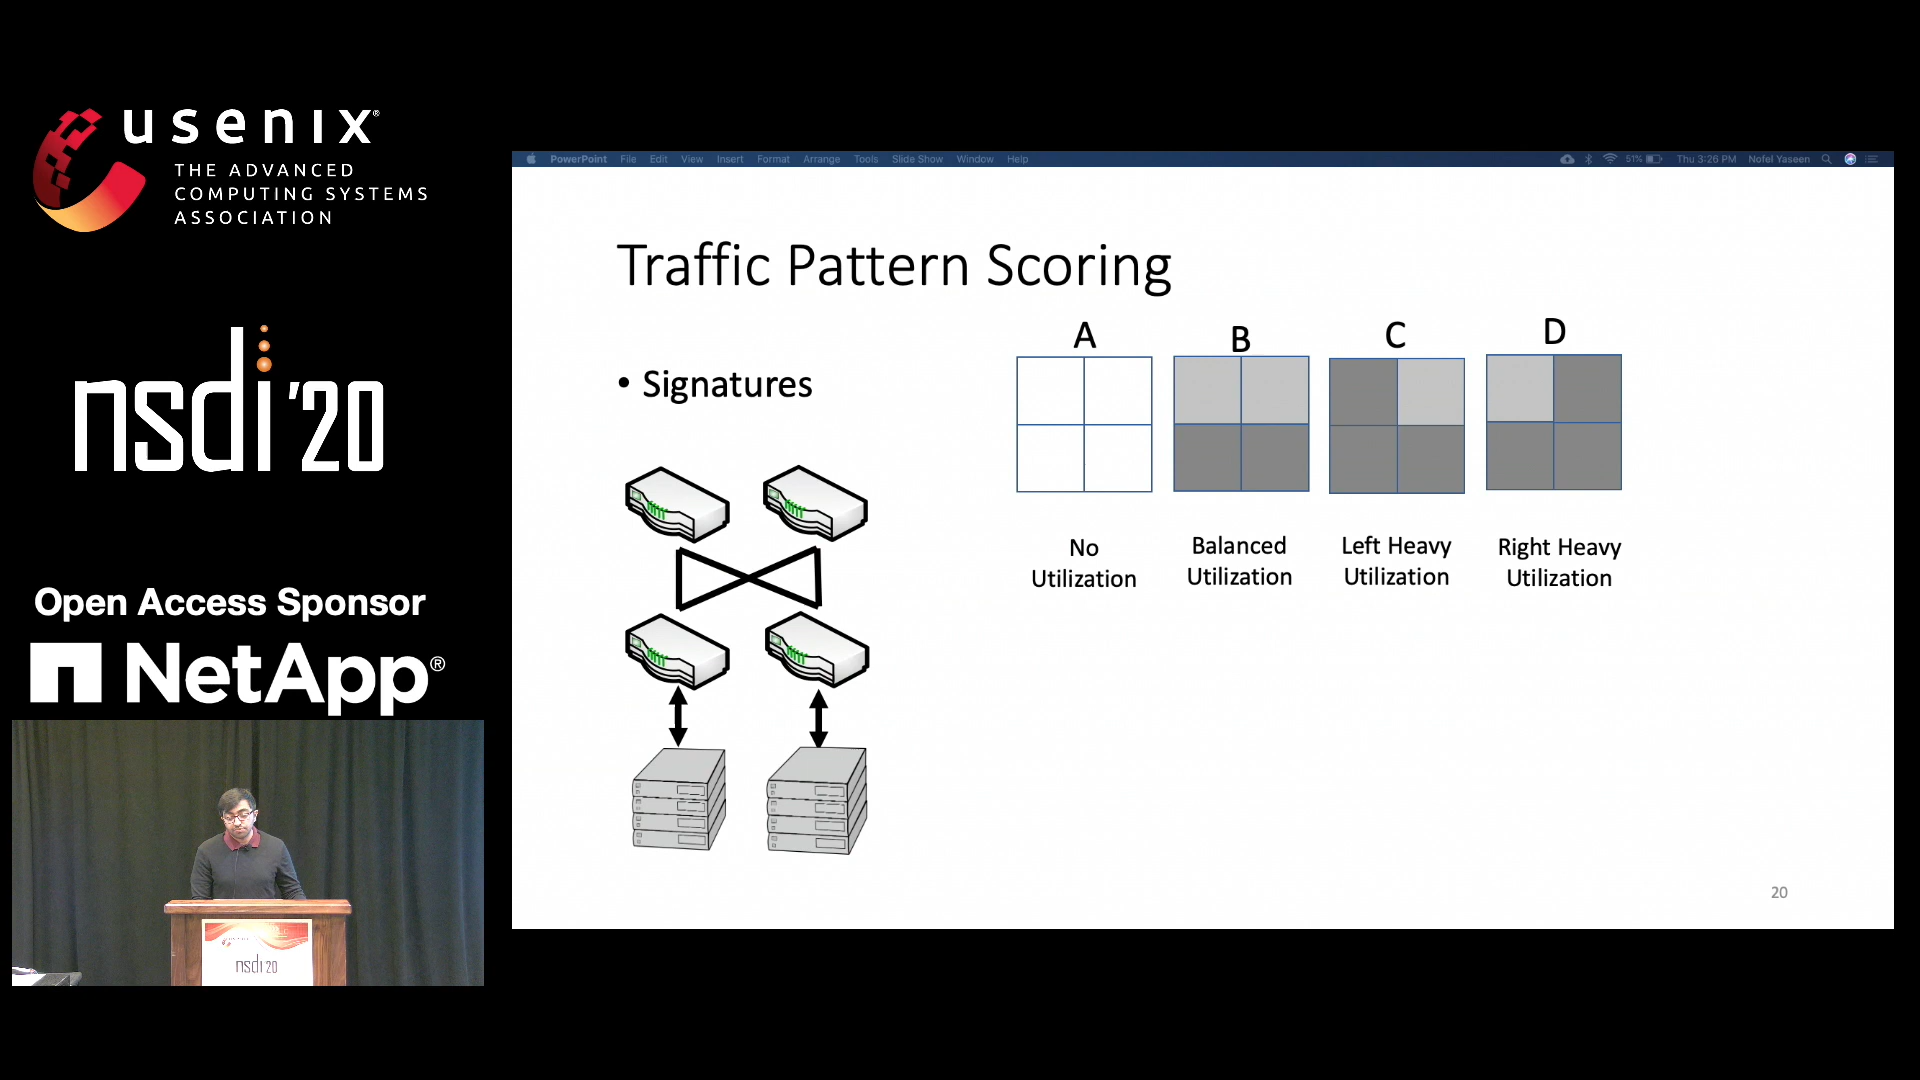 usenix®
THE ADVANCED
COMPUTING SYSTEMS
ASSOCIATION
nsdi'20
Open Access Sponsor
NetApp®
PowerPoint File Edit View Insert Format Arrange Tools Slide Show Window Help
51% Thu 3:26 PM Nofel Yaseen
Traffic Pattern Scoring
• Signatures
A B C D
No Utilization
Balanced Utilization
Left Heavy Utilization
Right Heavy Utilization
20
nsdi 20